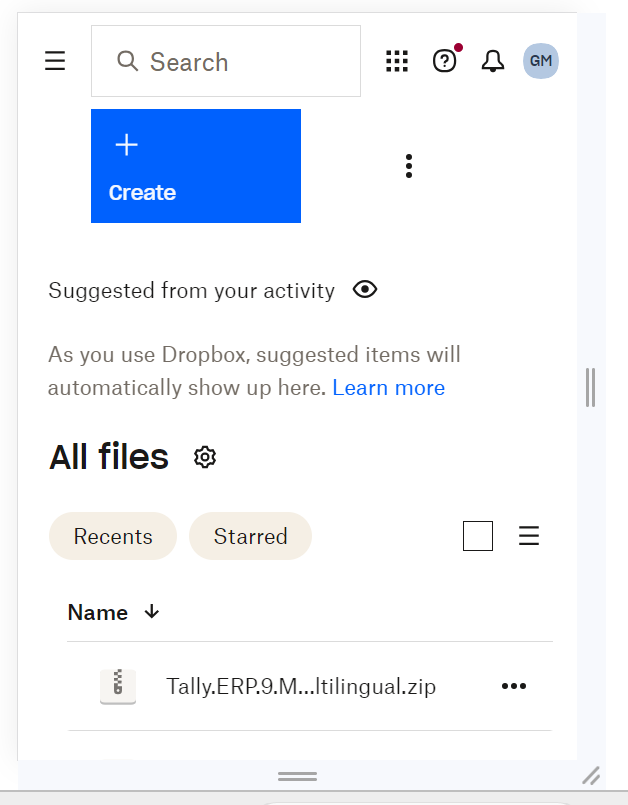 Search
GM
Create
Suggested from your activity
As you use Dropbox, suggested items will
automatically show up here. Learn more
All files
Recents
Starred
Name
Tally.ERP.9.M...ltilingual.zip